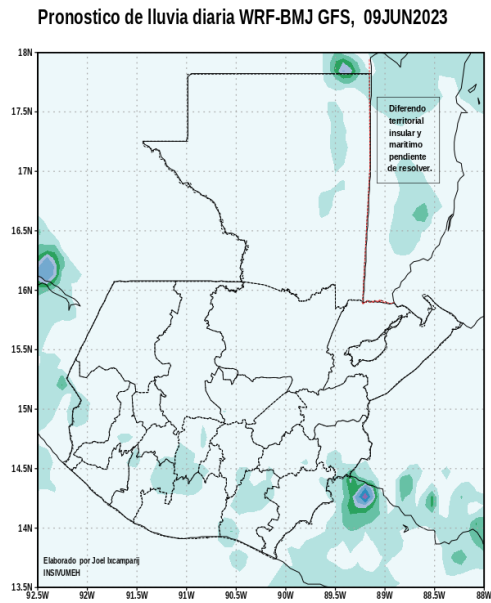 Pronostico de lluvia diaria WRF-BMJ GFS, 09JUN2023
18N
17.5N
17N
16.5N
16N
15.5N
15N
14.5N
14N
13.5N
Diferendo
territorial
insular y
maritimo
pendiente
de resolver.
Elaborado por Joel Ixcamparij
INSIVUMEH
92.5W 92W 91.5W 91W 90.5W 90W 89.5W 89W 88.5W 88W